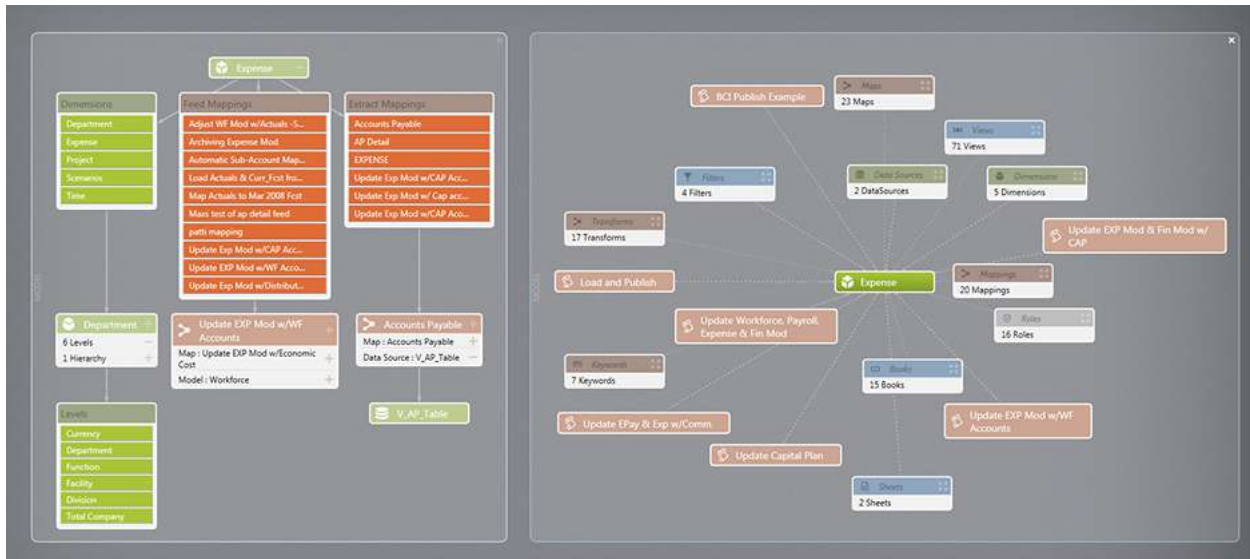 Expense
Dimensions
Department
Expense
Project
Scenarios
Time
Feed Mappings
Adjust WF Mod w/Actuals -S...
Archiving Expense Mod
Automatic Sub-Account Map...
Load Actuals & Curr_Fcst fro...
Map Actuals to Mar 2008 Fcst
Mass test of ap detail feed
patti mapping
Update Exp Mod w/CAP Acc...
Update EXP Mod w/WF Acco...
Update Exp Mod w/Distribut...
Extract Mappings
Accounts Payable
AP Detail
EXPENSE
Update Exp Mod w/CAP Acc...
Update Exp Mod w/ Cap acc...
Update Exp Mod w/CAP Aco...
Department
6 Levels
1 Hierarchy
Update EXP Mod w/WF
Accounts
Map : Update EXP Mod w/Economic
Cost
Model : Workforce
Accounts Payable
Map : Accounts Payable
Data Source : V_AP_Table
V_AP_Table
Levels
Currency
Department
Function
Facility
Division
Total Company
MODEL
BCI Publish Example
Maps
23 Maps
Views
71 Views
Filters
4 Filters
Data Sources
2 DataSources
Dimensions
5 Dimensions
Transforms
17 Transforms
Update EXP Mod & Fin Mod w/
CAP
Load and Publish
Expense
Mappings
20 Mappings
Update Workforce, Payroll,
Expense & Fin Mod
Roles
16 Roles
Keywords
7 Keywords
Books
15 Books
Update EPay & Exp w/Comm
Update EXP Mod w/WF
Accounts
Update Capital Plan
Sheets
2 Sheets
MODEL